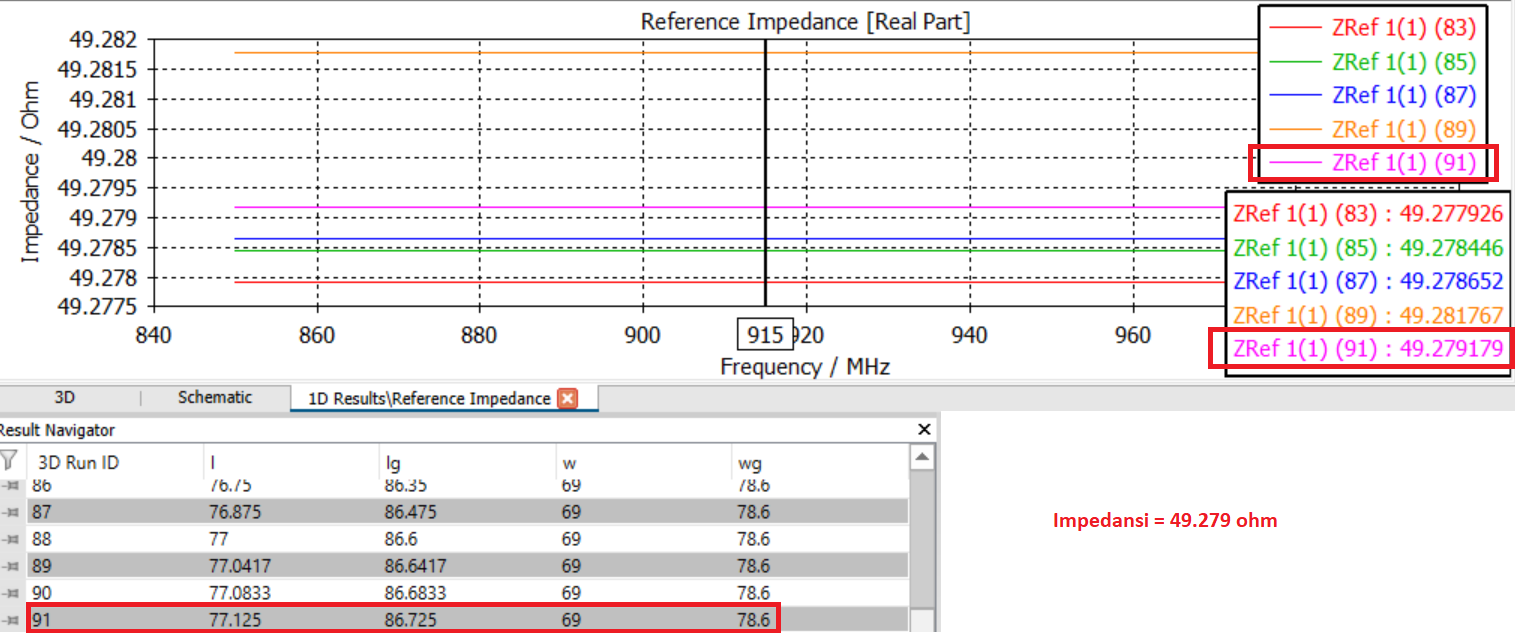 Reference Impedance [Real Part]
49.282
49.2815
49.281
49.2805
49.28
49.2795
49.279
49.2785
49.278
49.2775
Impedance / Ohm
840
860
880
900
915
920
940
960
Frequency / MHz
ZRef 1(1) (83)
ZRef 1(1) (85)
ZRef 1(1) (87)
ZRef 1(1) (89)
ZRef 1(1) (91)
ZRef 1(1) (83) : 49.277926
ZRef 1(1) (85) : 49.278446
ZRef 1(1) (87) : 49.278652
ZRef 1(1) (89) : 49.281767
ZRef 1(1) (91) : 49.279179
3D
Schematic
1D Results\Reference Impedance
Result Navigator
3D Run ID l lg w wg
86 76.75 86.35 69 78.6
87 76.875 86.475 69 78.6
88 77 86.6 69 78.6
89 77.0417 86.6417 69 78.6
90 77.0833 86.6833 69 78.6
91 77.125 86.725 69 78.6
Impedansi = 49.279 ohm